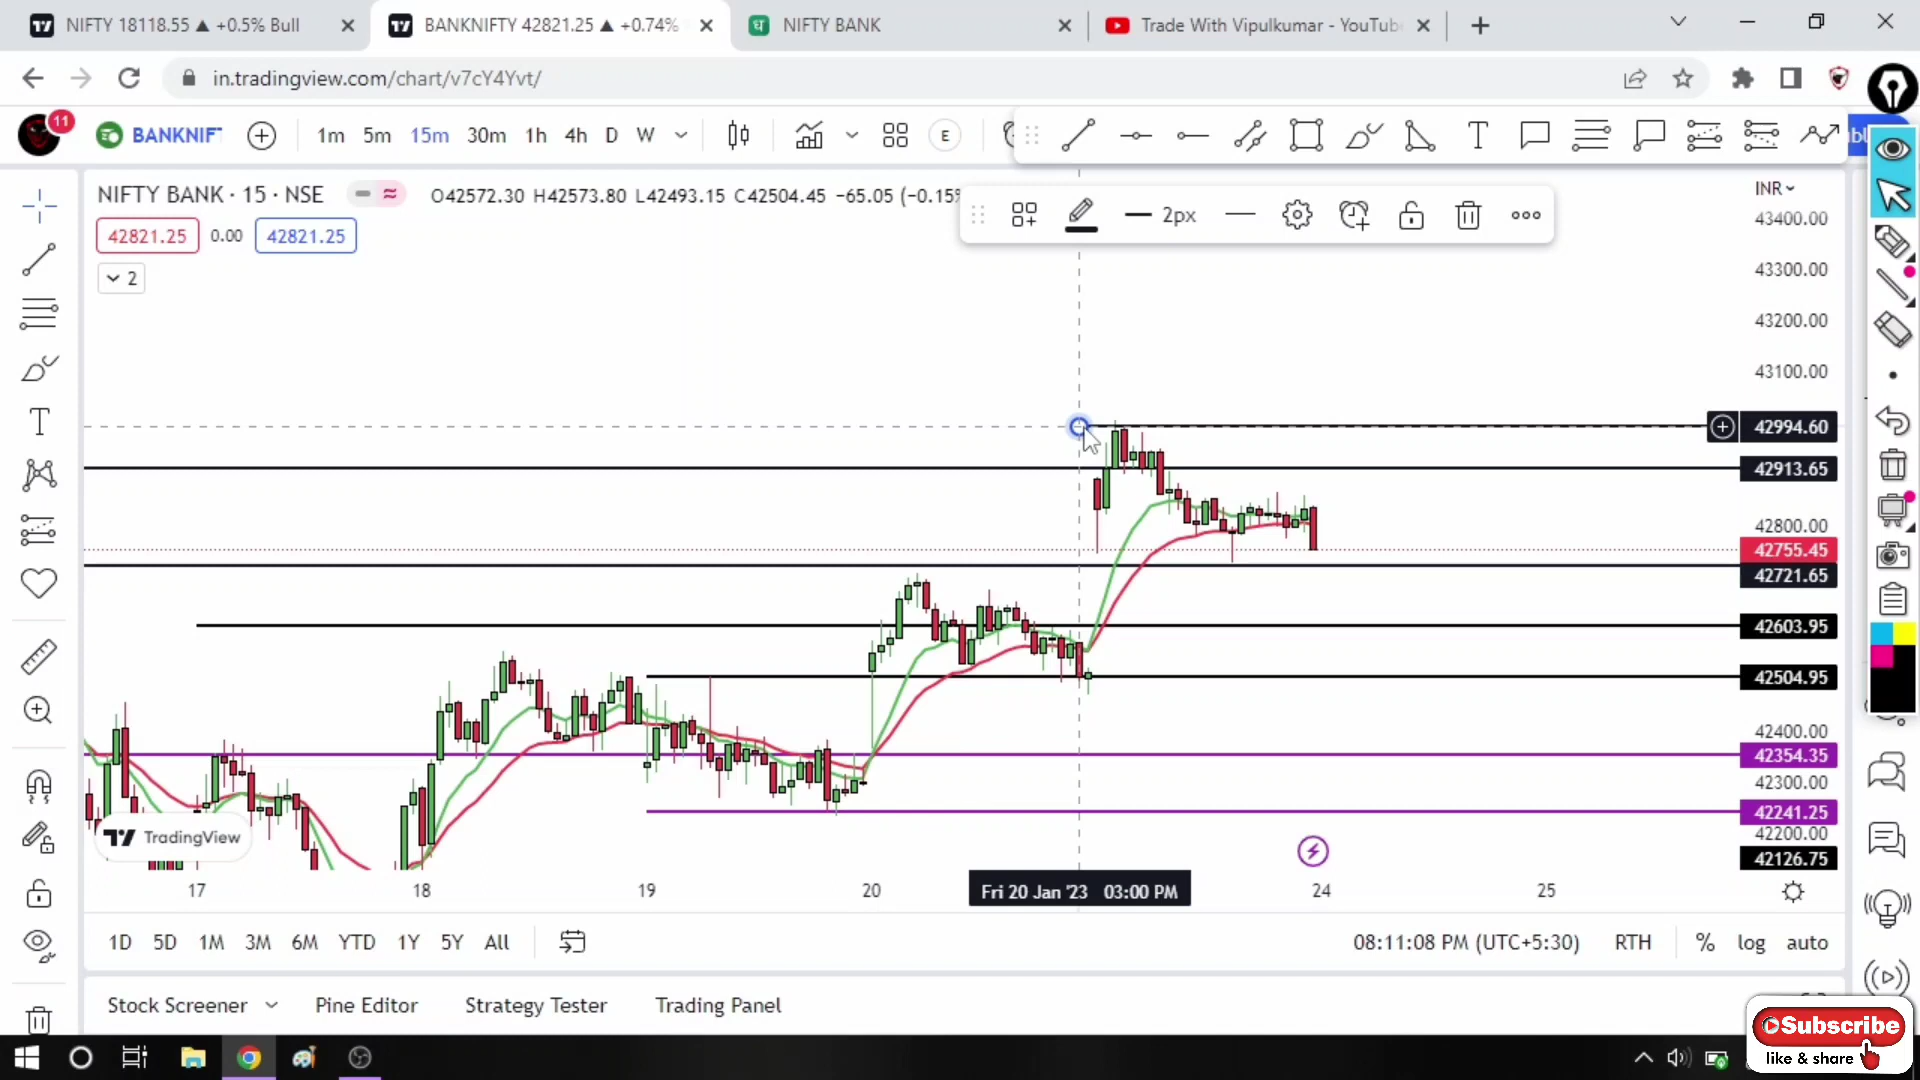 NIFTY 18118.55 ▲ +0.5% Bull
BANKNIFTY 42821.25 ▲ +0.74%
NIFTY BANK
Trade With Vipulkumar - YouTub
in.tradingview.com/chart/v7cY4Yvt/
11
BANKNIF
1m 5m 15m 30m 1h 4h D W
E
T
NIFTY BANK · 15 · NSE
O42572.30 H42573.80 L42493.15 C42504.45 −65.05 (−0.15%
2px
INR
42821.25 0.00 42821.25
2
43400.00
43300.00
43200.00
43100.00
42994.60
42913.65
42800.00
42755.45
42721.65
42603.95
42504.95
42400.00
42354.35
42300.00
42241.25
42200.00
42126.75
TradingView
17 18 19 20 Fri 20 Jan '23 03:00 PM 24 25
1D 5D 1M 3M 6M YTD 1Y 5Y All
08:11:08 PM (UTC+5:30) RTH % log auto
Stock Screener Pine Editor Strategy Tester Trading Panel
Subscribe
like & share